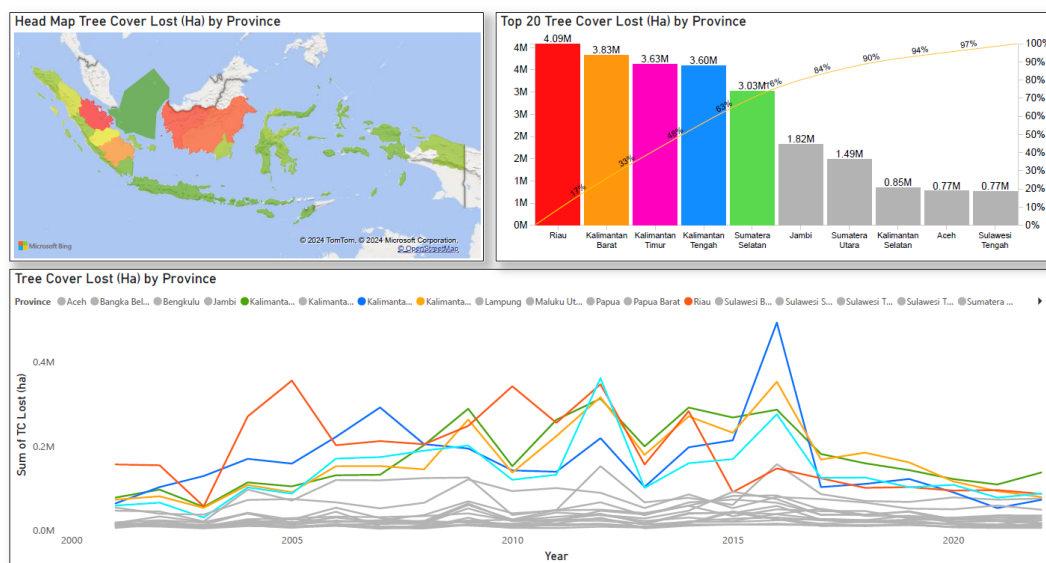 Head Map Tree Cover Lost (Ha) by Province
Microsoft Bing
© 2024 TomTom, © 2024 Microsoft Corporation,
© OpenStreetMap
Top 20 Tree Cover Lost (Ha) by Province
4M
4M
3M
3M
2M
2M
1M
1M
0M
4.09M
3.83M
3.63M
3.60M
3.03M
1.82M
1.49M
0.85M
0.77M
0.77M
17%
33%
48%
63%
76%
84%
90%
94%
97%
100%
90%
80%
70%
60%
50%
40%
30%
20%
10%
0%
Riau
Kalimantan
Barat
Kalimantan
Timur
Kalimantan
Tengah
Sumatera
Selatan
Jambi
Sumatera
Utara
Kalimantan
Selatan
Aceh
Sulawesi
Tengah
Tree Cover Lost (Ha) by Province
Province Aceh Bangka Bel... Bengkulu Jambi Kalimanta... Kalimanta... Kalimanta... Kalimanta... Lampung Maluku Ut... Papua Papua Barat Riau Sulawesi B... Sulawesi S... Sulawesi T... Sulawesi T... Sumatera ...
Sum of TC Lost (ha)
0.4M
0.2M
0.0M
2000
2005
2010
2015
2020
Year